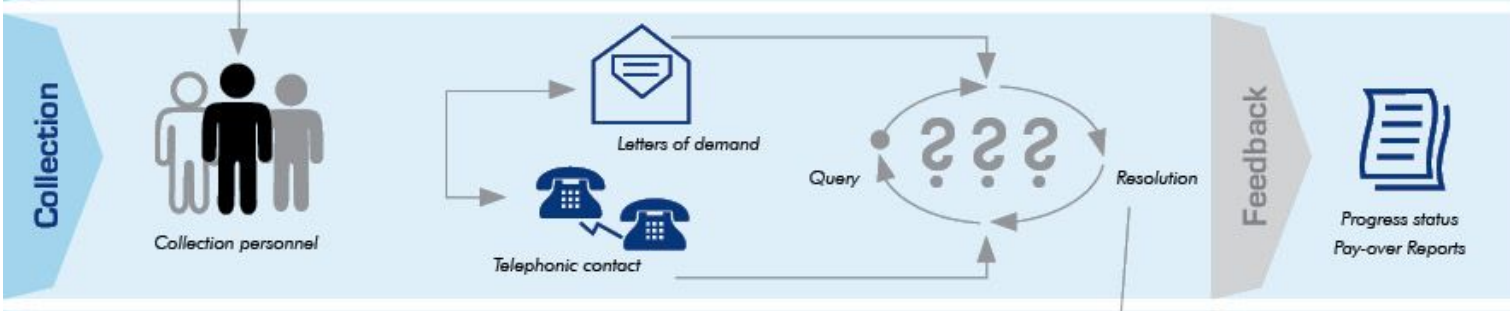 Collection
Collection personnel
Letters of demand
Telephonic contact
Query
???
Resolution
Feedback
Progress status
Pay-over Reports